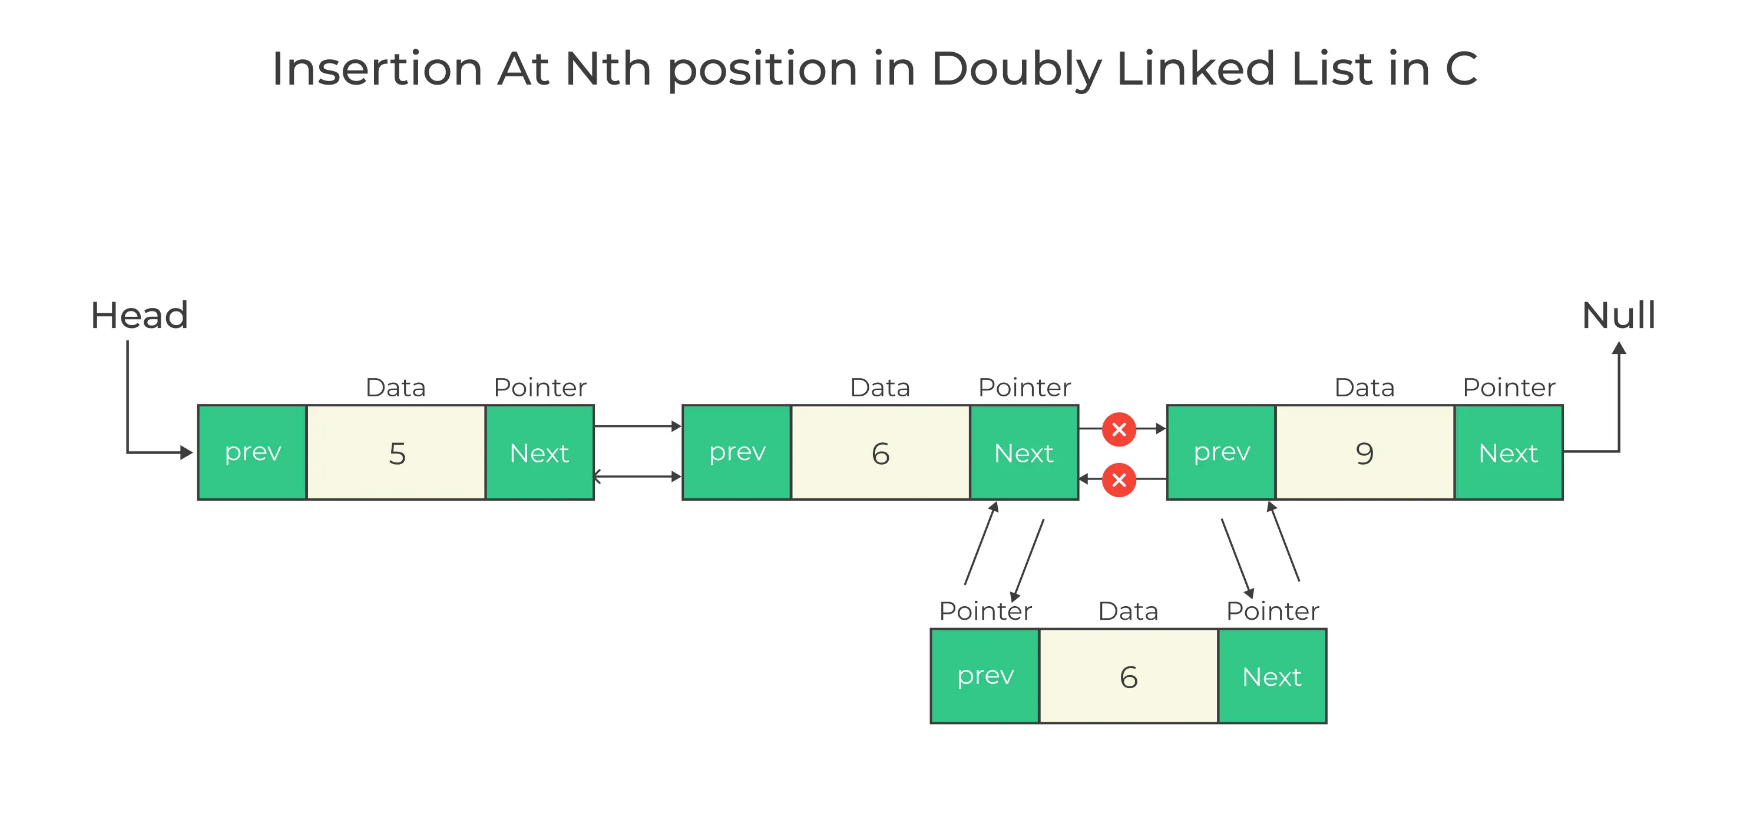 Insertion At Nth position in Doubly Linked List in C
Head
Null
Data Pointer
Data Pointer
Data Pointer
prev 5 Next
prev 6 Next
prev 9 Next
Pointer Data Pointer
prev 6 Next